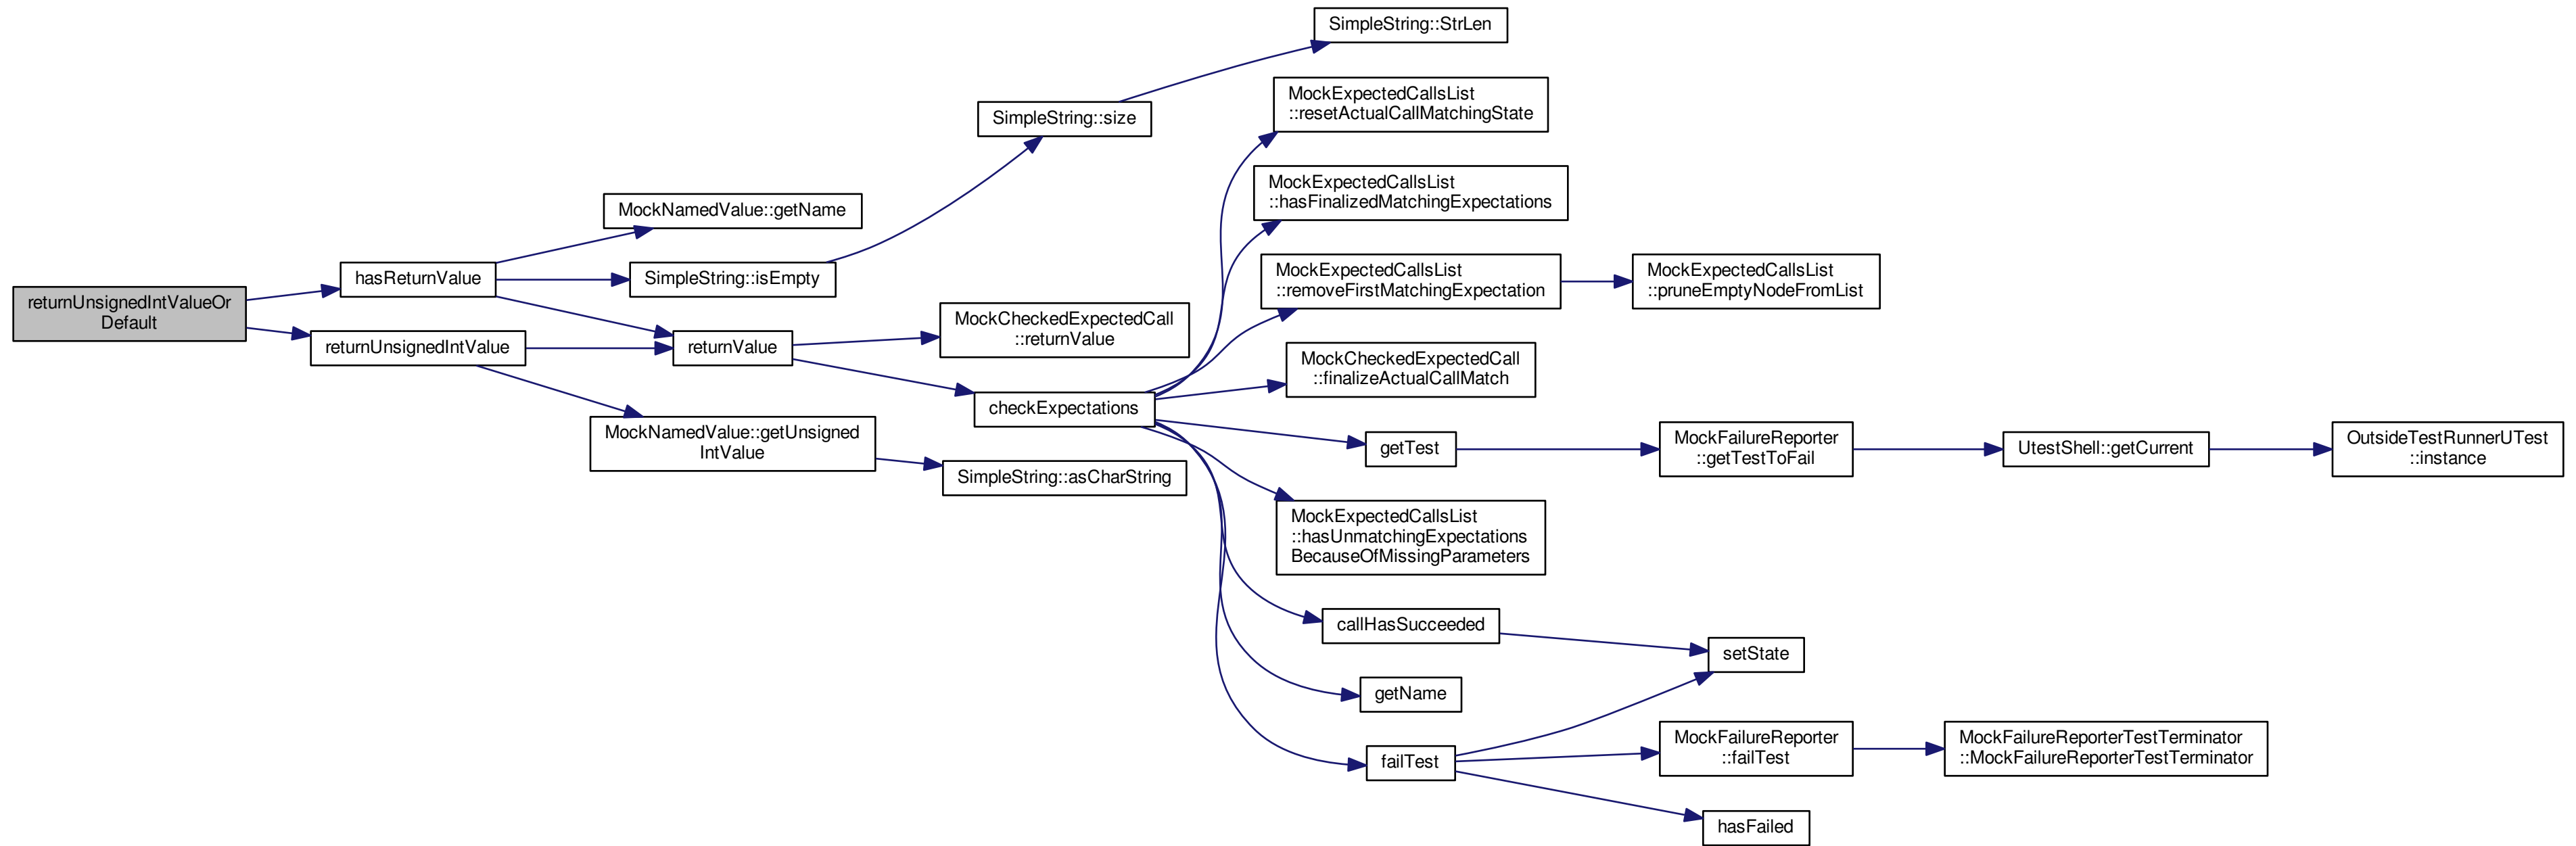 SimpleString::StrLen
MockExpectedCallsList
::resetActualCallMatchingState
SimpleString::size
MockExpectedCallsList
::hasFinalizedMatchingExpectations
MockNamedValue::getName
hasReturnValue
SimpleString::isEmpty
MockExpectedCallsList
::removeFirstMatchingExpectation
MockExpectedCallsList
::pruneEmptyNodeFromList
returnUnsignedIntValueOr
Default
returnUnsignedIntValue
returnValue
MockCheckedExpectedCall
::returnValue
MockCheckedExpectedCall
::finalizeActualCallMatch
checkExpectations
MockNamedValue::getUnsigned
IntValue
SimpleString::asCharString
getTest
MockFailureReporter
::getTestToFail
UtestShell::getCurrent
OutsideTestRunnerUTest
::instance
MockExpectedCallsList
::hasUnmatchingExpectations
BecauseOfMissingParameters
callHasSucceeded
setState
getName
failTest
MockFailureReporter
::failTest
MockFailureReporterTestTerminator
::MockFailureReporterTestTerminator
hasFailed